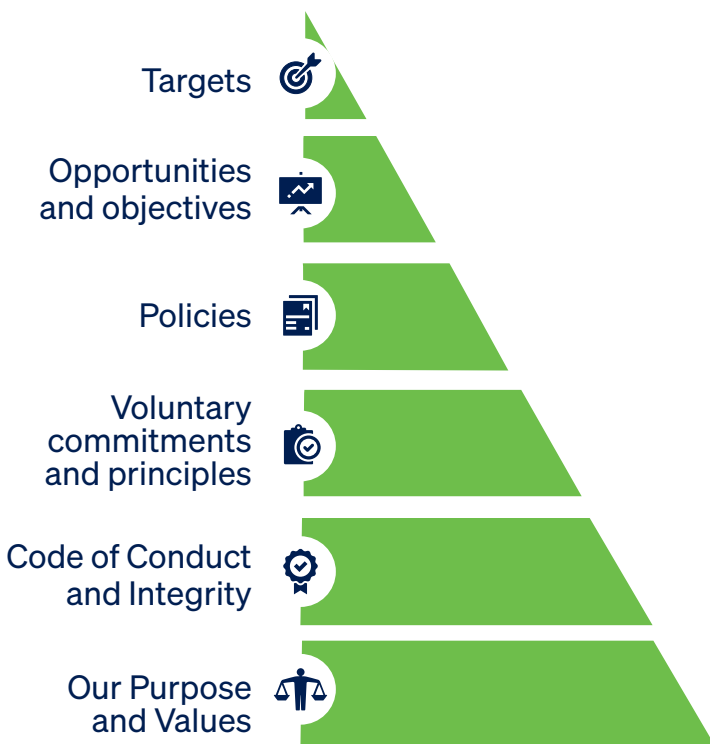 Targets
Opportunities
and objectives
Policies
Voluntary
commitments
and principles
Code of Conduct
and Integrity
Our Purpose
and Values